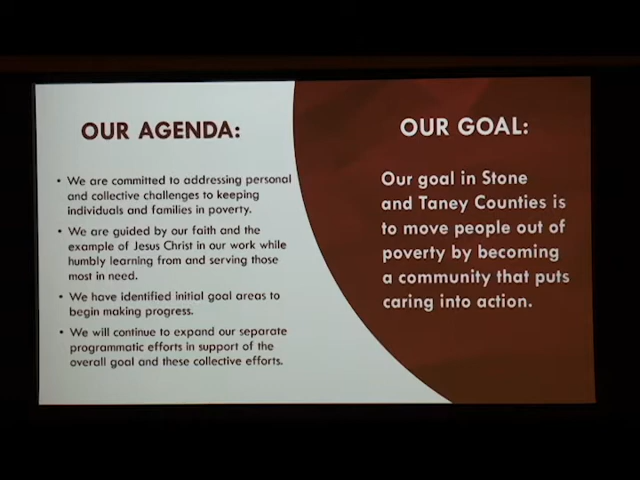 OUR AGENDA:
• We are committed to addressing personal
and collective challenges to keeping
individuals and families in poverty.
• We are guided by our faith and the
example of Jesus Christ in our work while
humbly learning from and serving those
most in need.
• We have identified initial goal areas to
begin making progress.
• We will continue to expand our separate
programmatic efforts in support of the
overall goal and these collective efforts.
OUR GOAL:
Our goal in Stone
and Taney Counties is
to move people out of
poverty by becoming
a community that puts
caring into action.